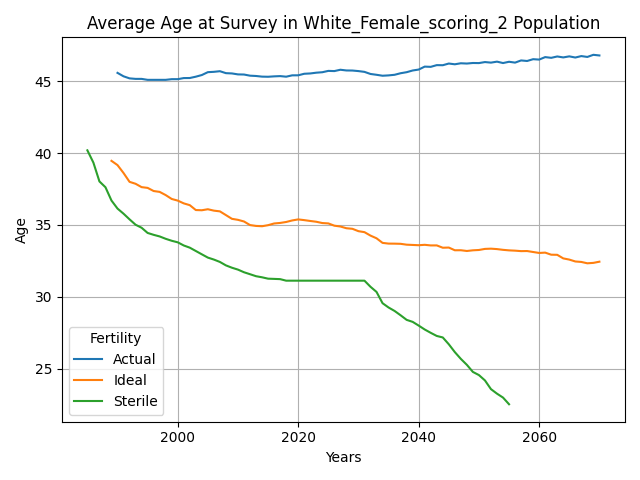 Average Age at Survey in White_Female_scoring_2 Population
45
40
35
30
25
Age
Fertility
Actual
Ideal
Sterile
2000
2020
2040
2060
Years